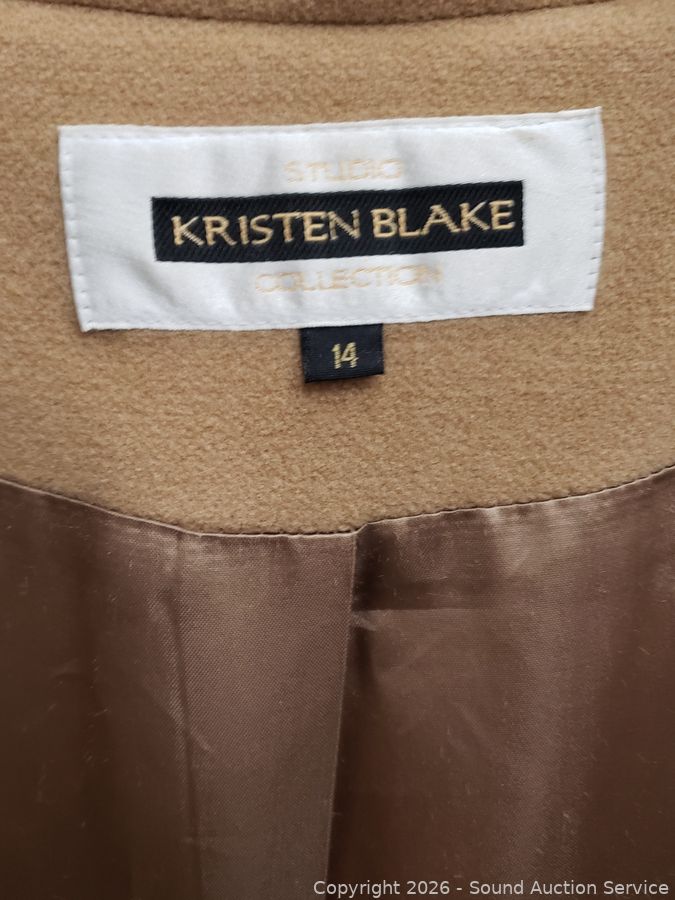 STUDIO
KRISTEN BLAKE
COLLECTION
14
Copyright 2026 - Sound Auction Service